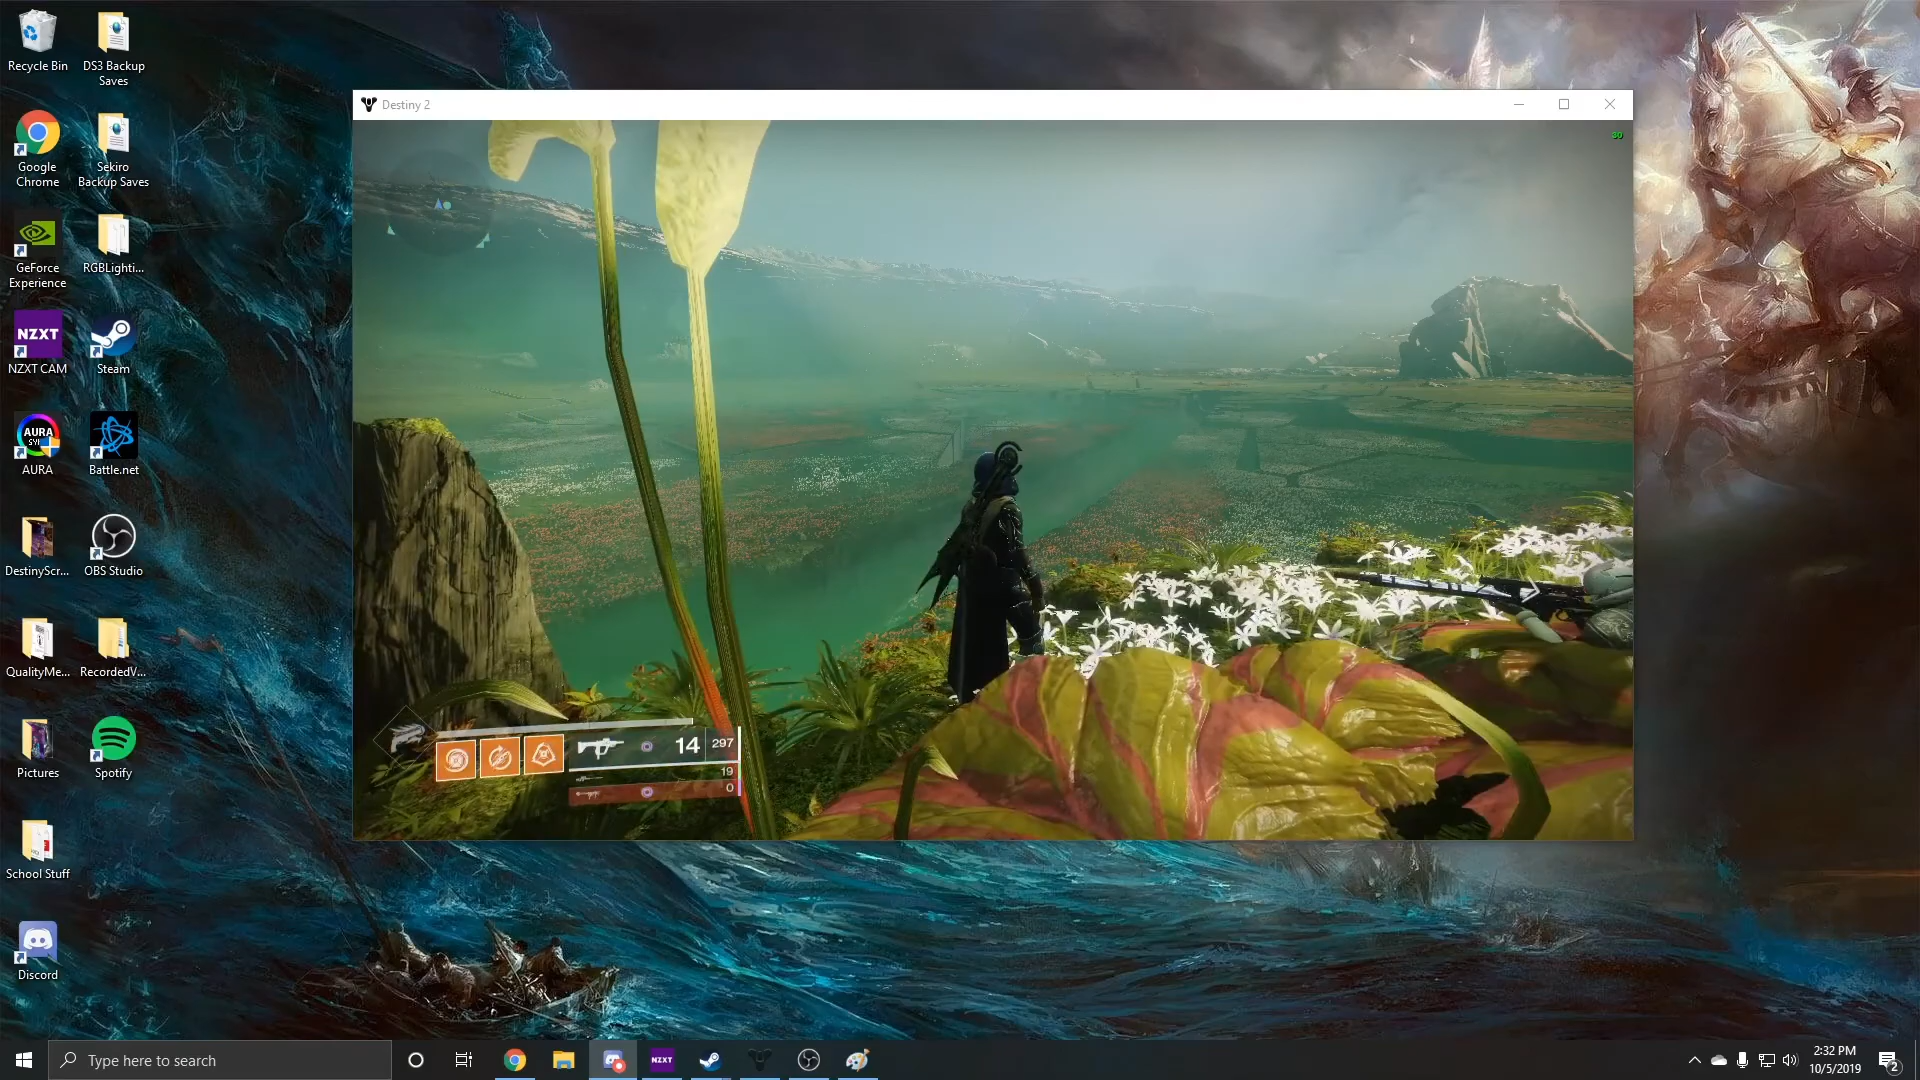 Recycle Bin
DS3 Backup
Saves
Google
Chrome
Sekiro
Backup Saves
GeForce
Experience
RGBLighti...
NZXT
NZXT CAM
Steam
AURA
AURA
Battle.net
DestinyScr...
OBS Studio
QualityMe...
RecordedV...
Pictures
Spotify
School Stuff
Discord
Destiny 2
30
14
297
19
0
Type here to search
NZXT
2:32 PM
10/5/2019
2